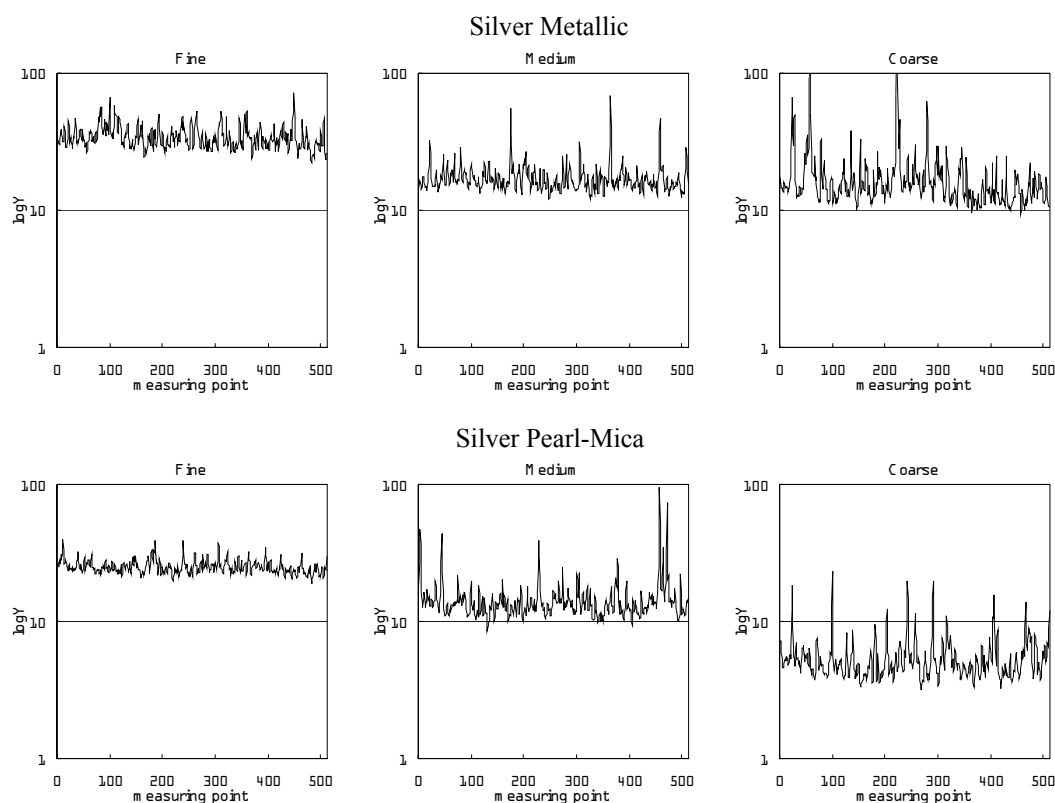 Silver Metallic
Fine Medium Coarse
100 100 100
10 10 10
logY logY logY
1 1 1
0 100 200 300 400 500 0 100 200 300 400 500 0 100 200 300 400 500
measuring point measuring point measuring point
Silver Pearl-Mica
Fine Medium Coarse
100 100 100
10 10 10
logY logY logY
1 1 1
0 100 200 300 400 500 0 100 200 300 400 500 0 100 200 300 400 500
measuring point measuring point measuring point